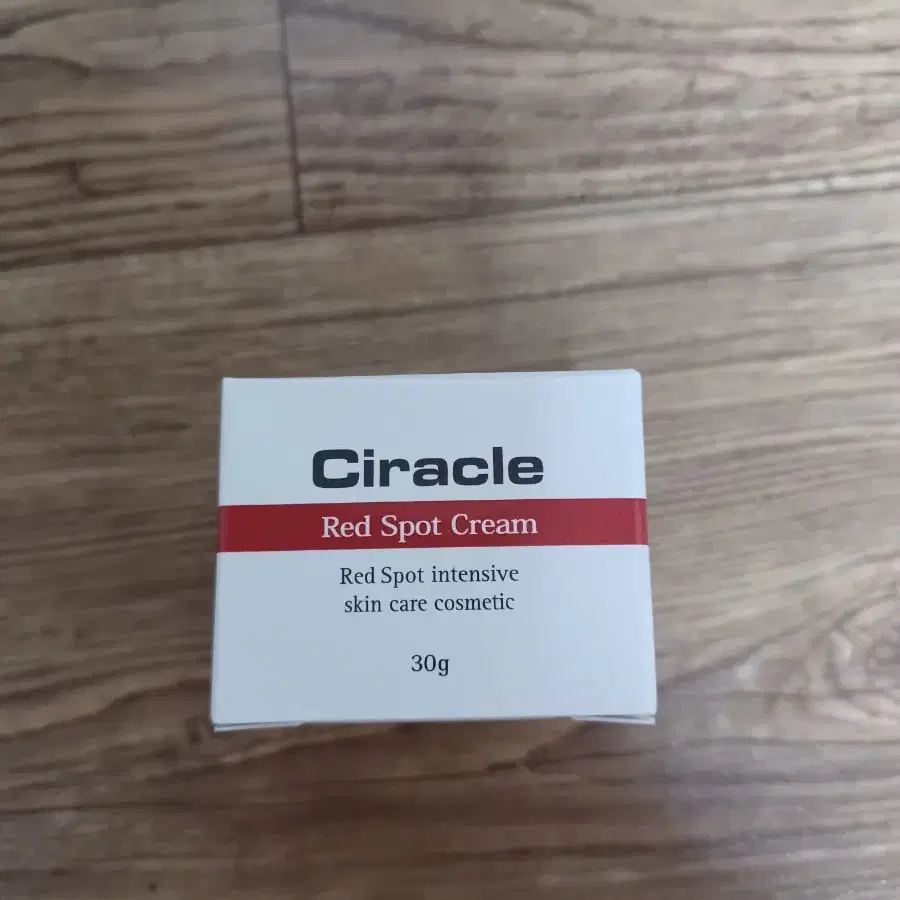 Ciracle
Red Spot Cream
Red Spot intensive
skin care cosmetic
30g